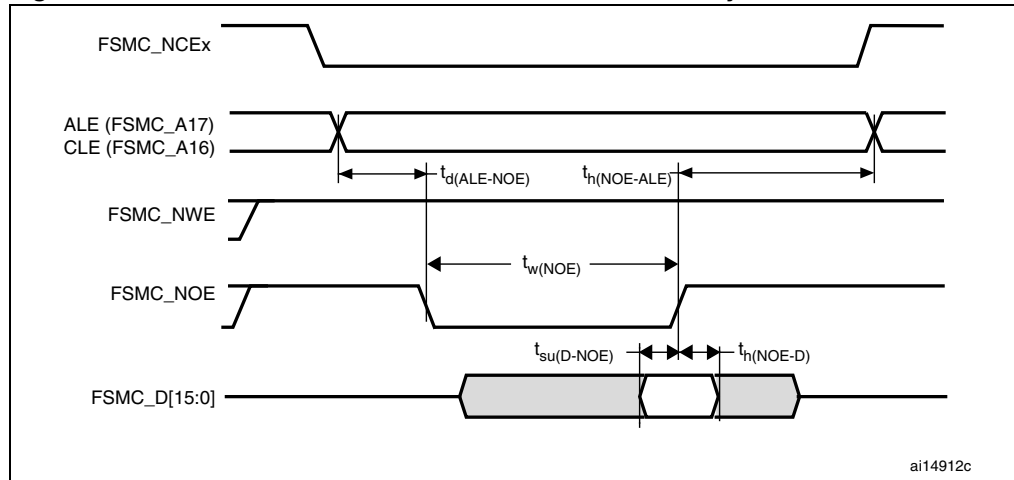 FSMC_NCEx
ALE (FSMC_A17)
CLE (FSMC_A16)
td(ALE-NOE) th(NOE-ALE)
FSMC_NWE
tw(NOE)
FSMC_NOE
tsu(D-NOE) th(NOE-D)
FSMC_D[15:0]
ai14912c